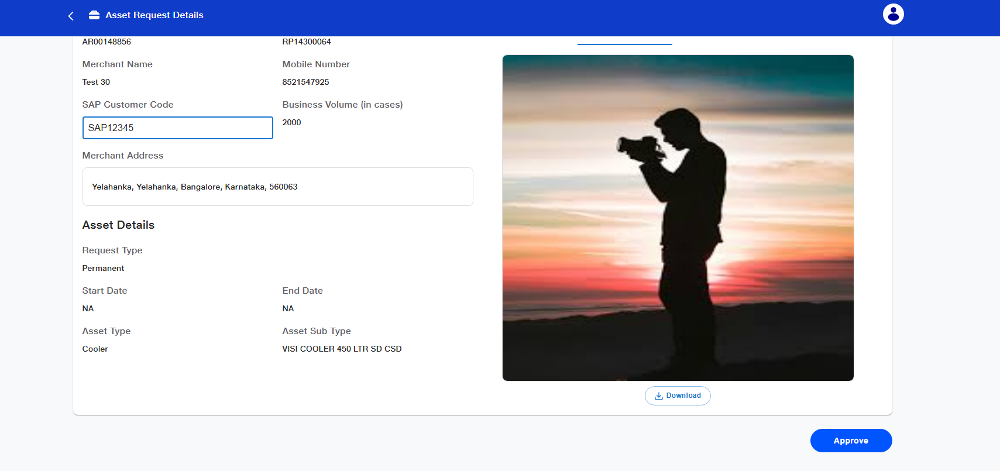 Asset Request Details
AR00148856
RP14300064
Merchant Name
Mobile Number
Test 30
8521547925
SAP Customer Code
Business Volume (in cases)
SAP12345
2000
Merchant Address
Yelahanka, Yelahanka, Bangalore, Karnataka, 560063
Asset Details
Request Type
Permanent
Start Date
End Date
NA
NA
Asset Type
Asset Sub Type
Cooler
VISI COOLER 450 LTR SD CSD
Download
Approve